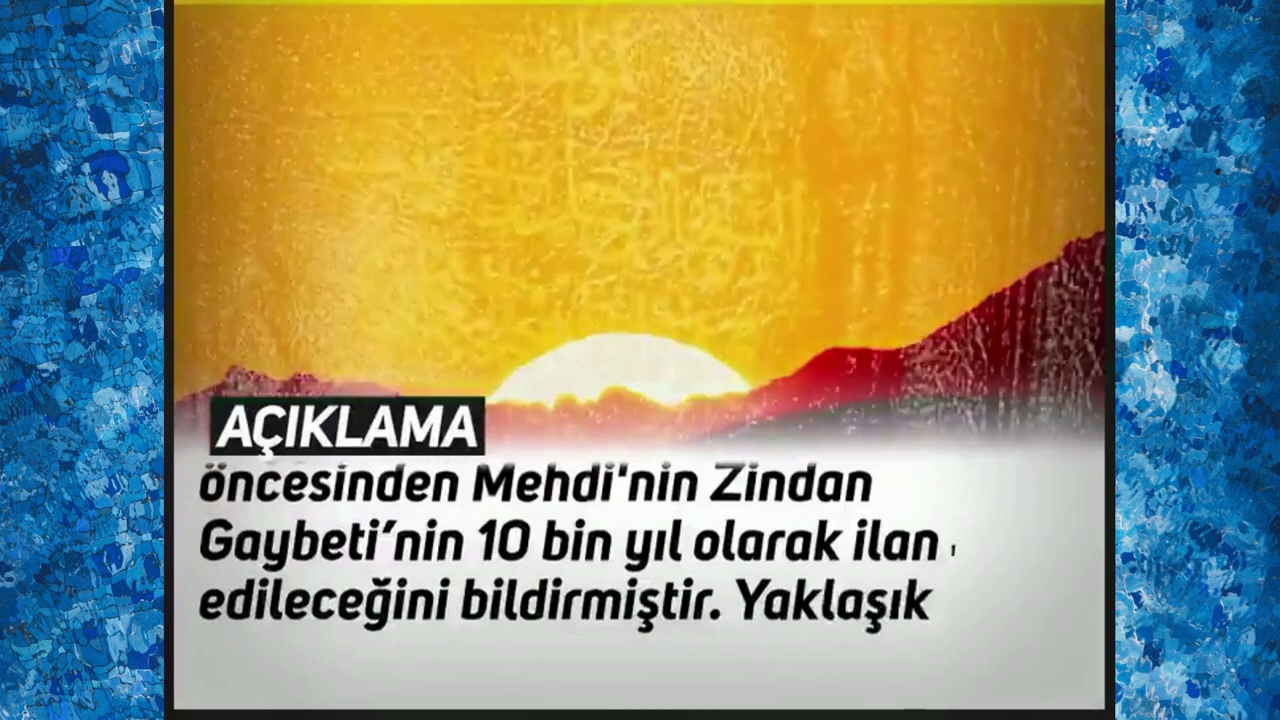 AÇIKLAMA
öncesinden Mehdi'nin Zindan
Gaybeti’nin 10 bin yıl olarak ilan
edileceğini bildirmiştir. Yaklaşık